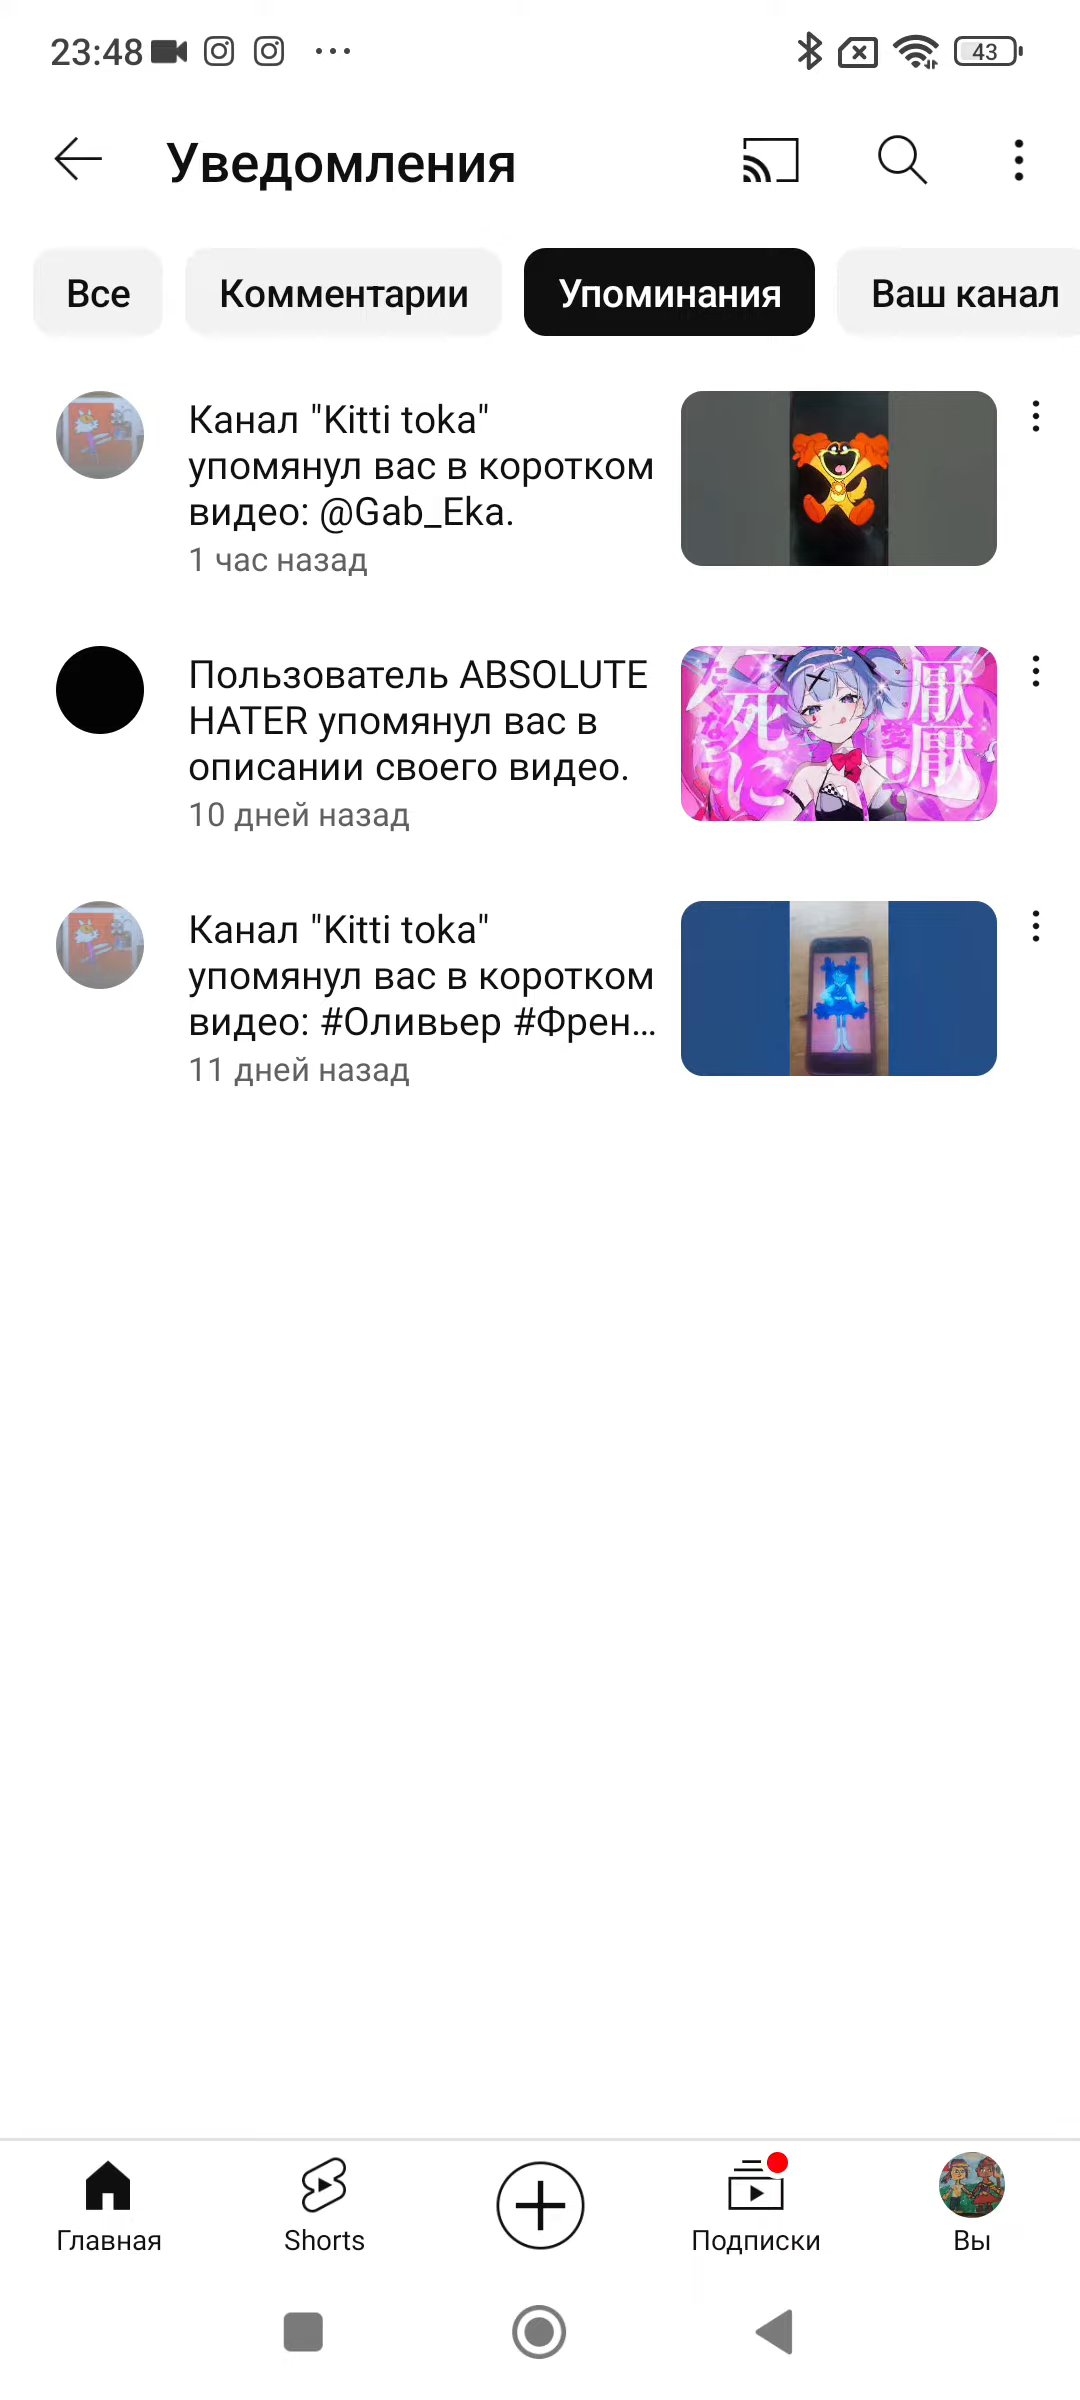 23:48
43
Уведомления
Все
Комментарии
Упоминания
Ваш канал
Канал "Kitti toka"
упомянул вас в коротком
видео: @Gab_Eka.
1 час назад
Пользователь ABSOLUTE
HATER упомянул вас в
описании своего видео.
10 дней назад
Канал "Kitti toka"
упомянул вас в коротком
видео: #Оливьер #Френ...
11 дней назад
Главная
Shorts
Подписки
Вы